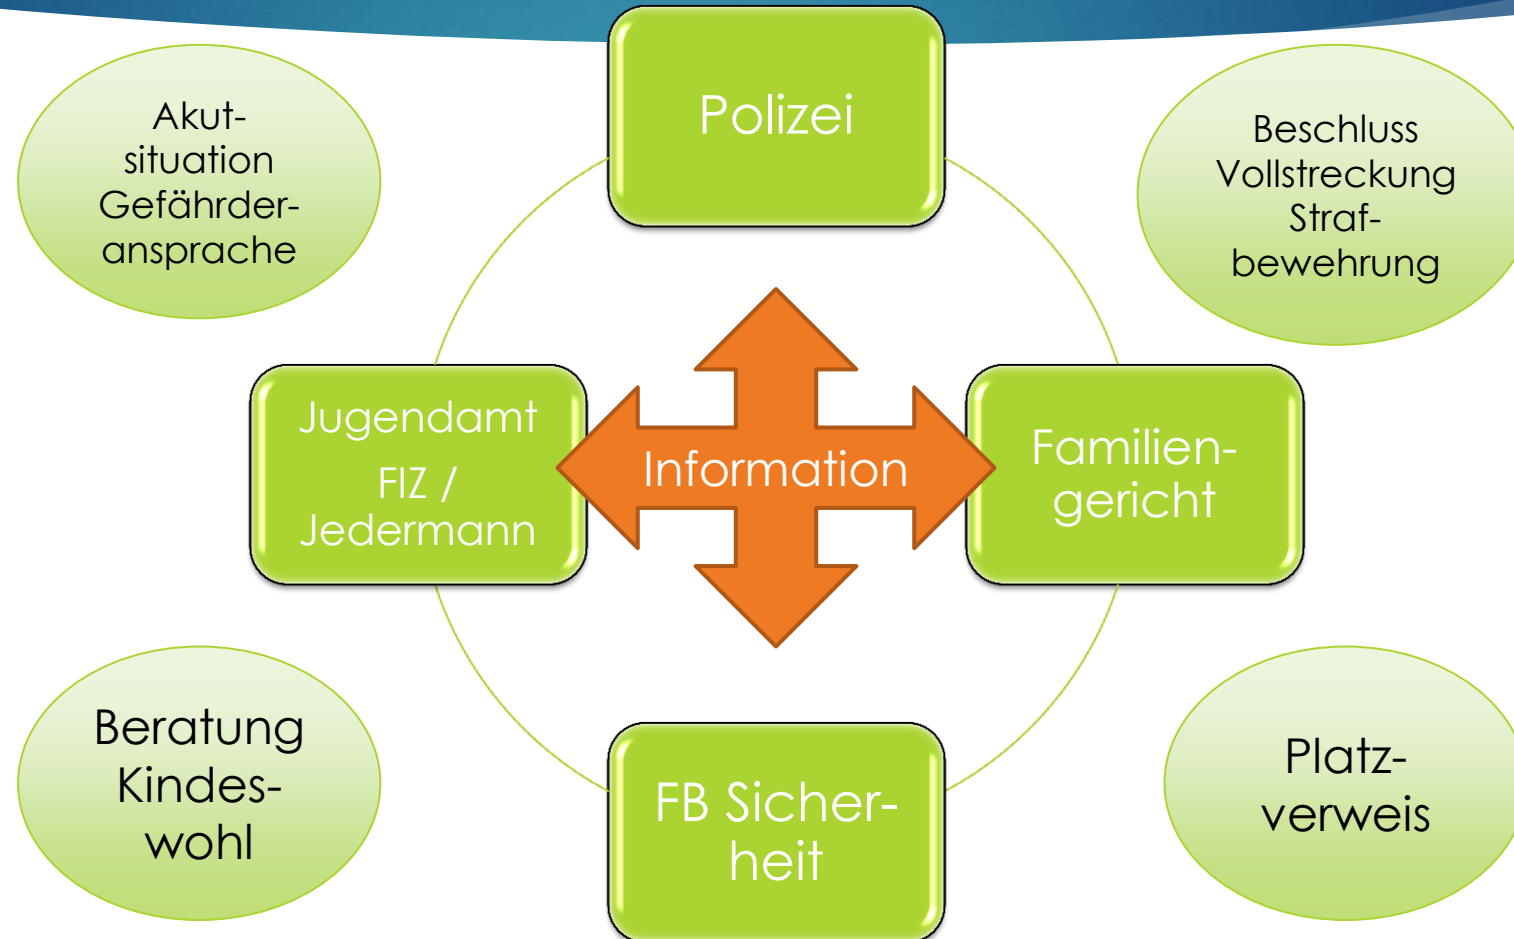 Polizei
Akut-
situation
Gefährder-
ansprache
Beschluss
Vollstreckung
Straf-
bewehrung
Jugendamt
FIZ /
Jedermann
Information
Familien-
gericht
Beratung
Kindes-
wohl
FB Sicher-
heit
Platz-
verweis